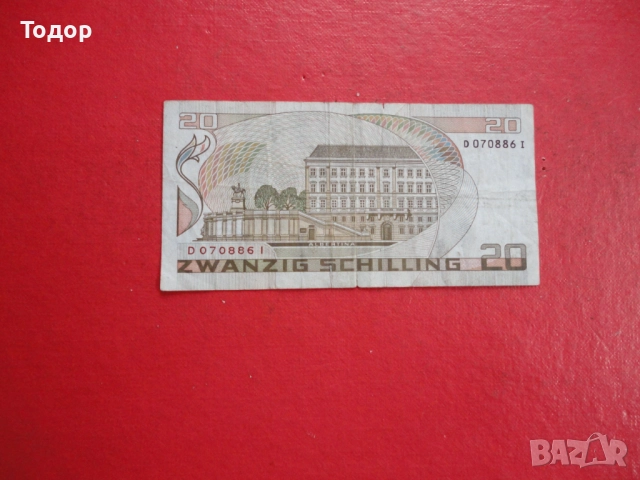 Тодор
20
20
D 070886 I
D 070886 I
ALBERTINA
ZWANZIG SCHILLING 20
BAZAR